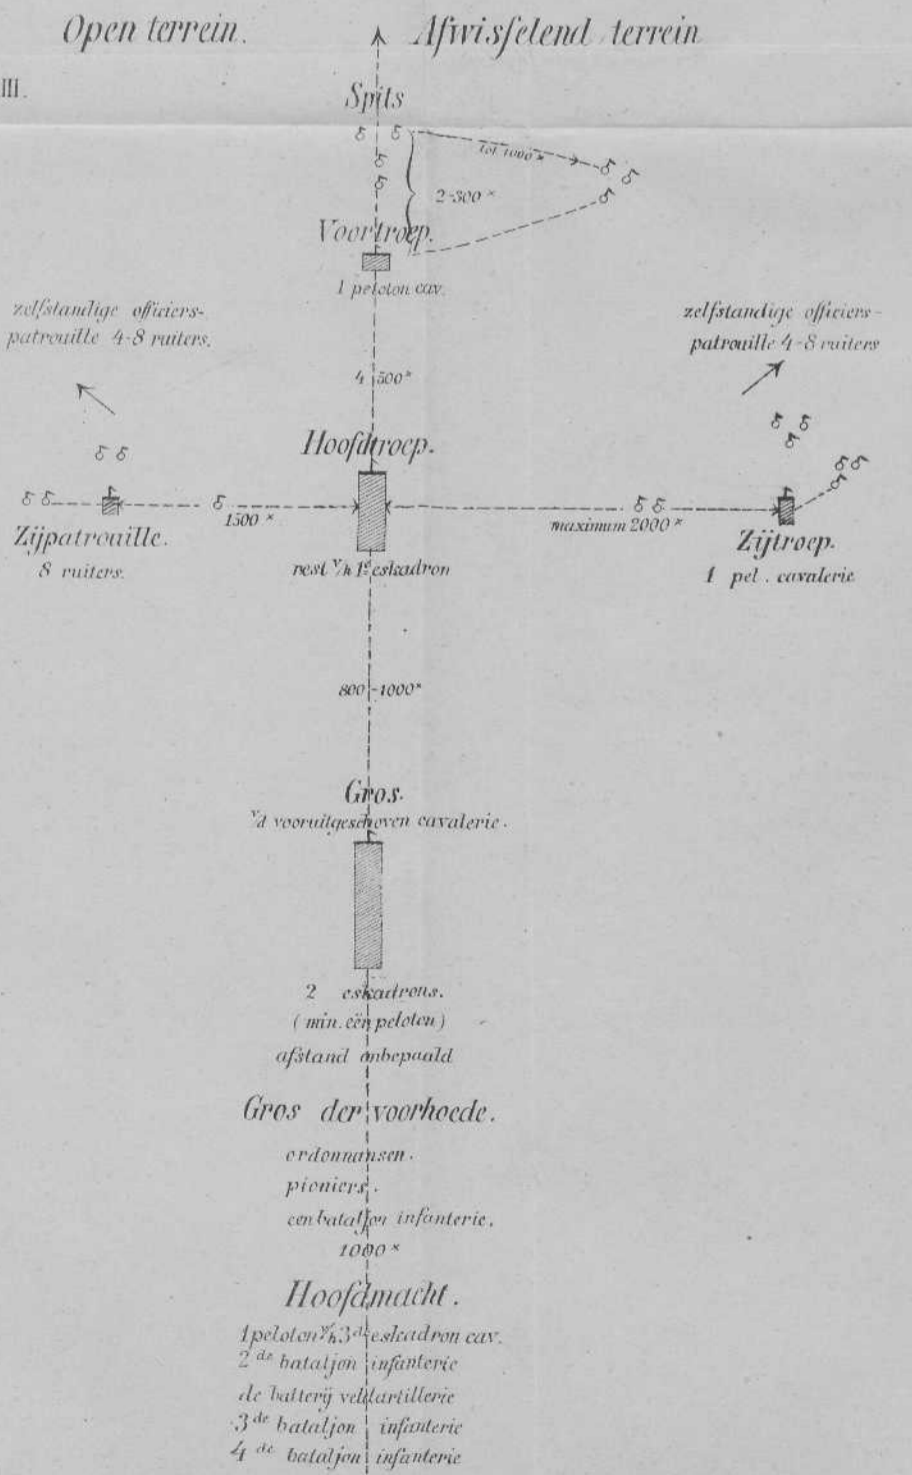 Open terrein.
Afwisselend terrein
III.
Spits
tot 1000 ×
2-300 ×
Voortroep.
1 peloton cav.
zelfstandige officiers-
patrouille 4-8 ruiters.
zelfstandige officiers-
patrouille 4-8 ruiters
4 500×
Hoofdtroep.
1500 ×
maximum 2000 ×
Zijpatrouille.
8 ruiters.
rest v/h 1e eskadron
Zijtroep.
1 pel. cavalerie
800-1000×
Gros.
v/d vooruitgeschoven cavalerie.
2 eskadrons.
(min. één peloton)
afstand onbepaald
Gros der voorhoede.
ordonnansen.
pioniers.
een bataljon infanterie.
1000 ×
Hoofdmacht.
1 peloton v/h 3de eskadron cav.
2de bataljon infanterie
de batterij veldartillerie
3de bataljon infanterie
4de bataljon infanterie